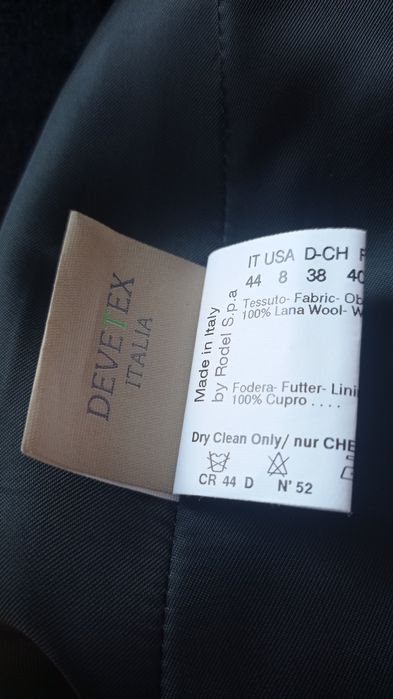 DEVETEX
ITALIA
Made in Italy
by Rodel S.p.a
IT USA D-CH F
44 8 38 40
Tessuto- Fabric- Ob
100% Lana Wool- W
Fodera- Futter- Lini
100% Cupro . . . .
Dry Clean Only/ nur CHE
CR 44 D N' 52